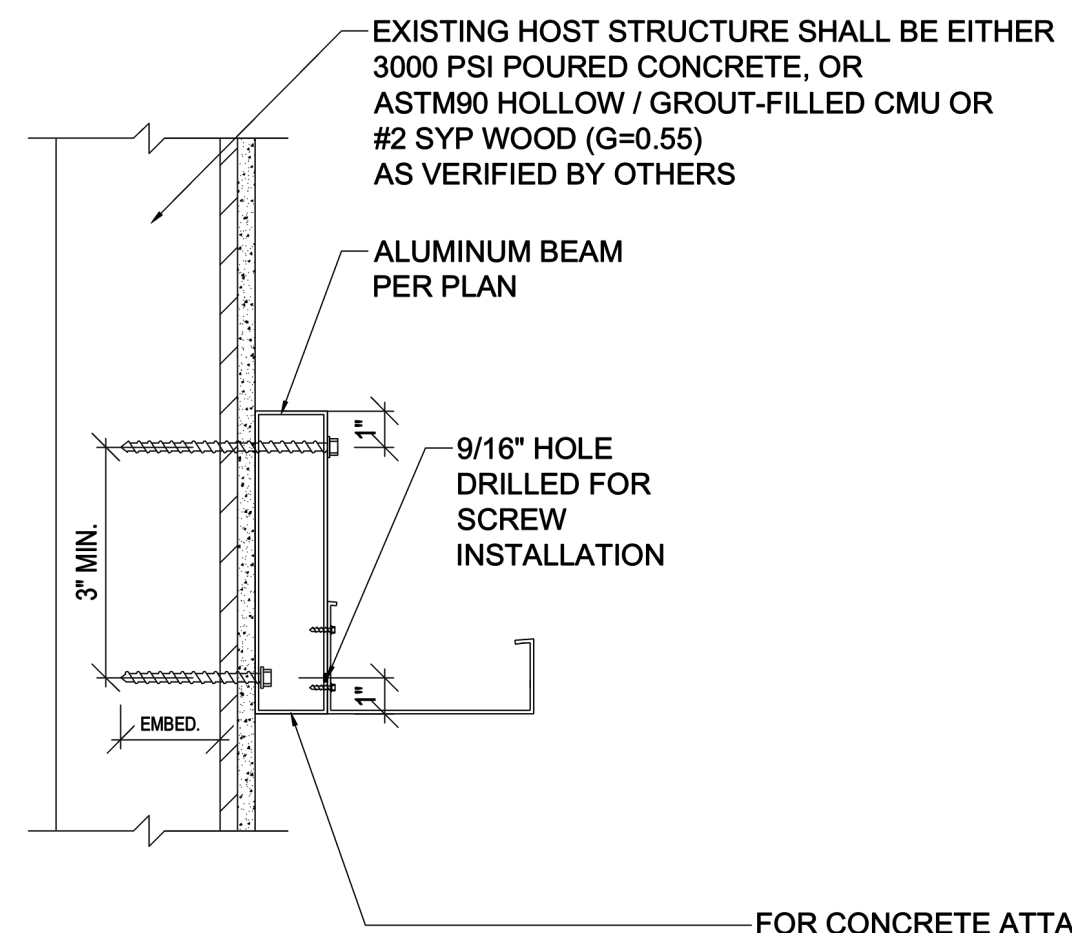 EXISTING HOST STRUCTURE SHALL BE EITHER
3000 PSI POURED CONCRETE, OR
ASTM90 HOLLOW / GROUT-FILLED CMU OR
#2 SYP WOOD (G=0.55)
AS VERIFIED BY OTHERS
ALUMINUM BEAM
PER PLAN
1"
9/16" HOLE
DRILLED FOR
SCREW
INSTALLATION
3" MIN.
1"
EMBED.
FOR CONCRETE